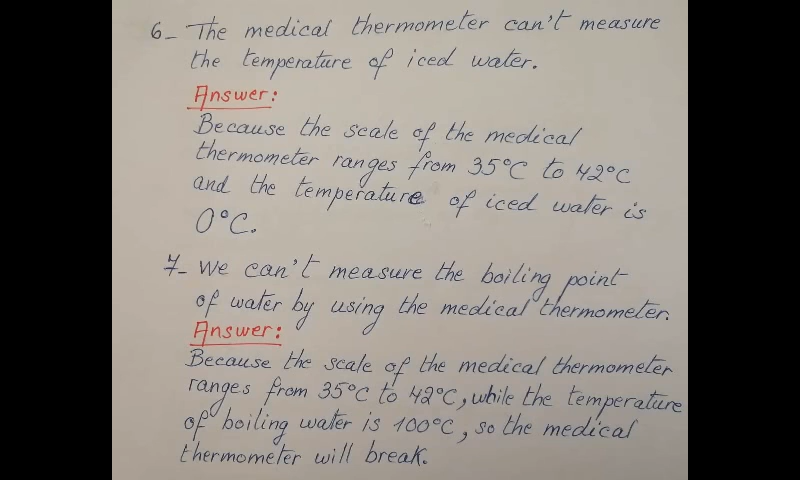 6- The medical thermometer can't measure
the temperature of iced water.
Answer:
Because the scale of the medical
thermometer ranges from 35°C to 42°C
and the temperature of iced water is
0°C.
7- We can't measure the boiling point
of water by using the medical thermometer.
Answer:
Because the scale of the medical thermometer
ranges from 35°C to 42°C, while the temperature
of boiling water is 100°C, so the medical
thermometer will break.